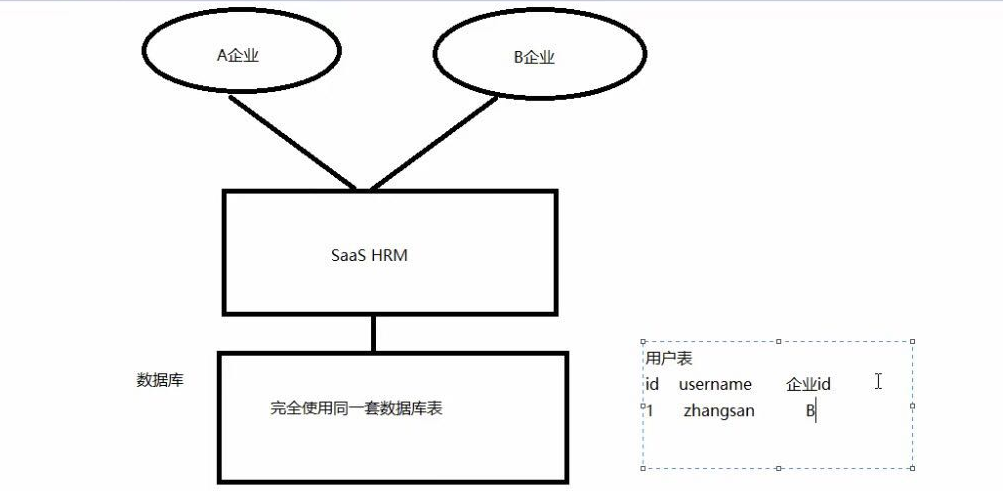 A企业
B企业
SaaS HRM
数据库
完全使用同一套数据库表
用户表
id username 企业id
1 zhangsan B